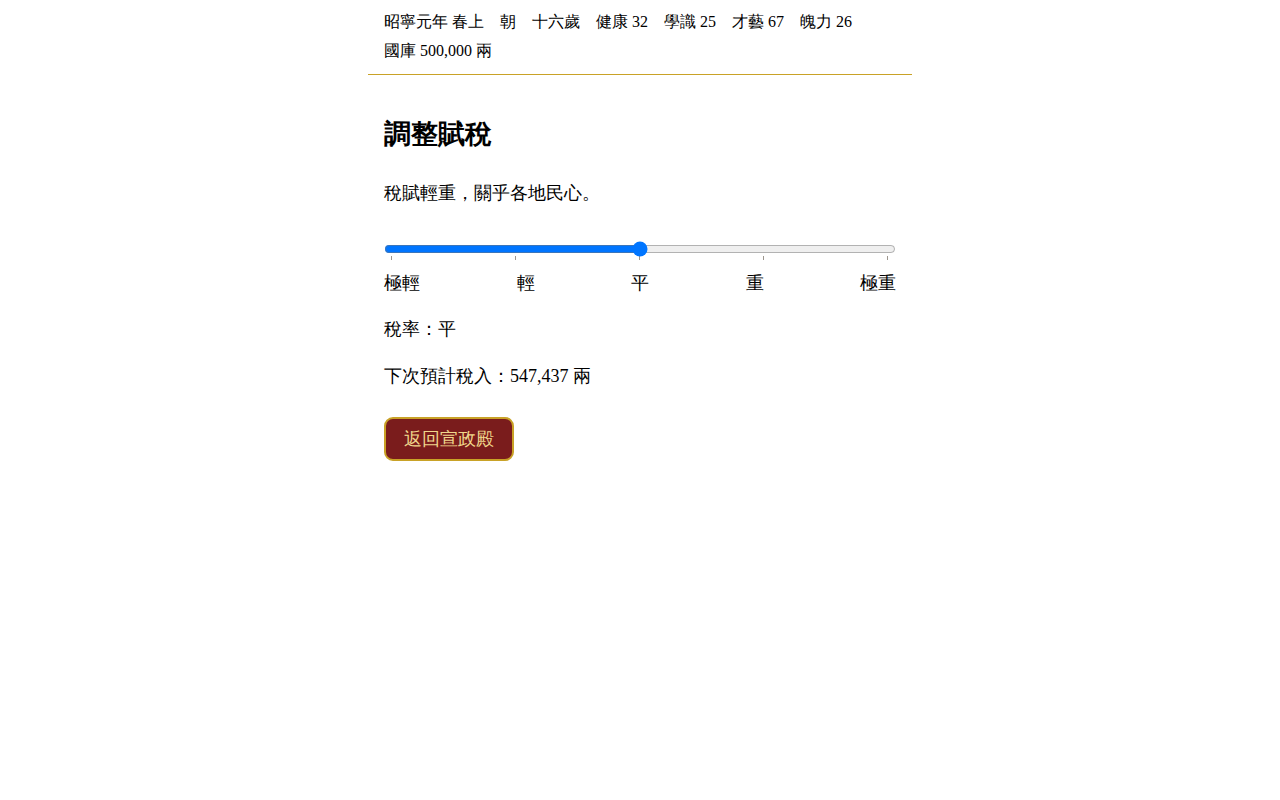 昭寧元年 春上　朝　十六歲　健康 32　學識 25　才藝 67　魄力 26
國庫 500,000 兩
調整賦稅
稅賦輕重，關乎各地民心。
極輕 輕 平 重 極重
稅率：平
下次預計稅入：547,437 兩
返回宣政殿